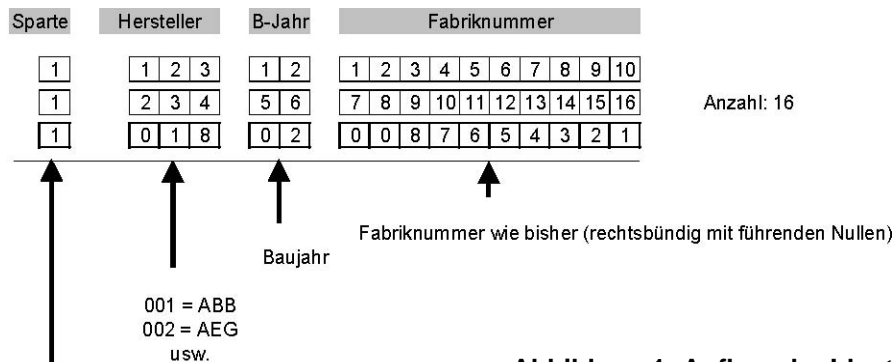 Sparte Hersteller B-Jahr Fabriknummer
1 1 2 3 1 2 1 2 3 4 5 6 7 8 9 10
1 2 3 4 5 6 7 8 9 10 11 12 13 14 15 16 Anzahl: 16
1 0 1 8 0 2 0 0 8 7 6 5 4 3 2 1
Fabriknummer wie bisher (rechtsbündig mit führenden Nullen)
Baujahr
001 = ABB
002 = AEG
usw.